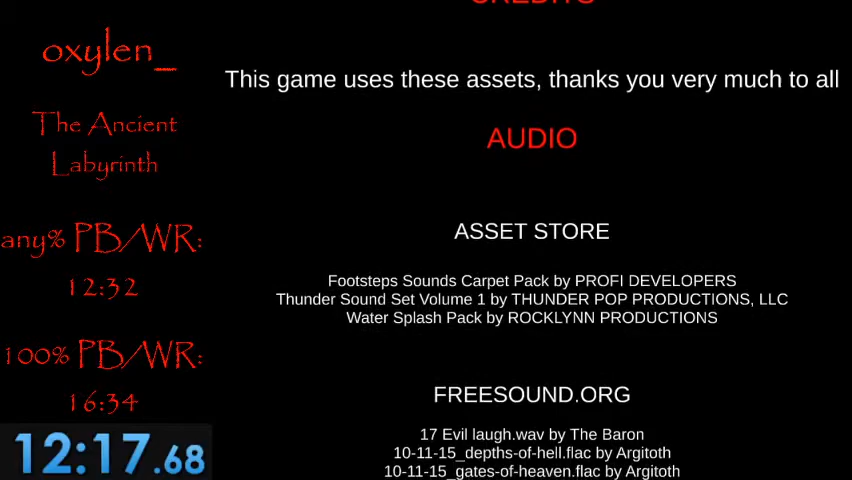 oxylen_
The Ancient
Labyrinth
any% PB/WR:
12:32
100% PB/WR:
16:34
12:17.68
CREDITS
This game uses these assets, thanks you very much to all
AUDIO
ASSET STORE
Footsteps Sounds Carpet Pack by PROFI DEVELOPERS
Thunder Sound Set Volume 1 by THUNDER POP PRODUCTIONS, LLC
Water Splash Pack by ROCKLYNN PRODUCTIONS
FREESOUND.ORG
17 Evil laugh.wav by The Baron
10-11-15_depths-of-hell.flac by Argitoth
10-11-15_gates-of-heaven.flac by Argitoth